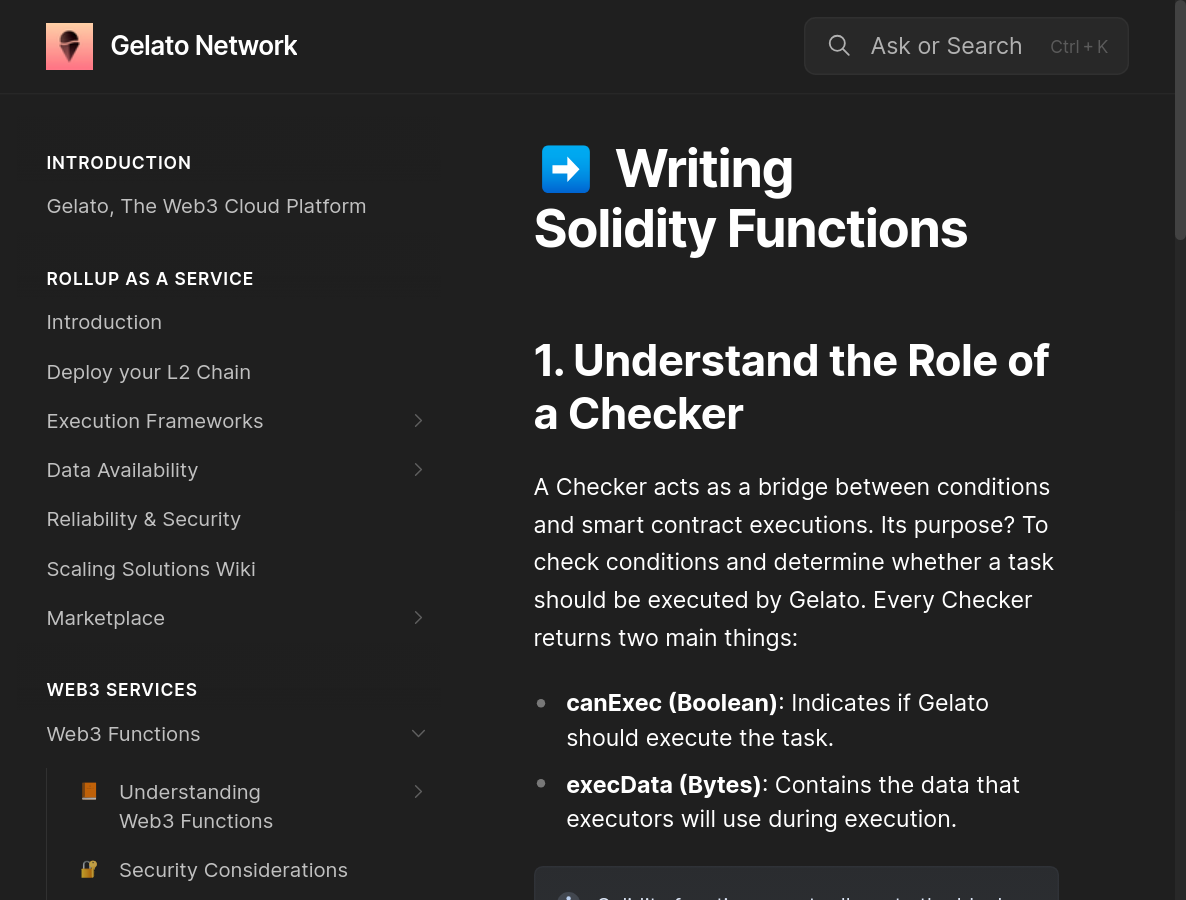 Gelato Network
Ask or Search Ctrl + K
INTRODUCTION
Gelato, The Web3 Cloud Platform
ROLLUP AS A SERVICE
Introduction
Deploy your L2 Chain
Execution Frameworks
Data Availability
Reliability & Security
Scaling Solutions Wiki
Marketplace
WEB3 SERVICES
Web3 Functions
Understanding
Web3 Functions
Security Considerations
Writing
Solidity Functions
1. Understand the Role of
a Checker
A Checker acts as a bridge between conditions
and smart contract executions. Its purpose? To
check conditions and determine whether a task
should be executed by Gelato. Every Checker
returns two main things:
canExec (Boolean): Indicates if Gelato
should execute the task.
execData (Bytes): Contains the data that
executors will use during execution.